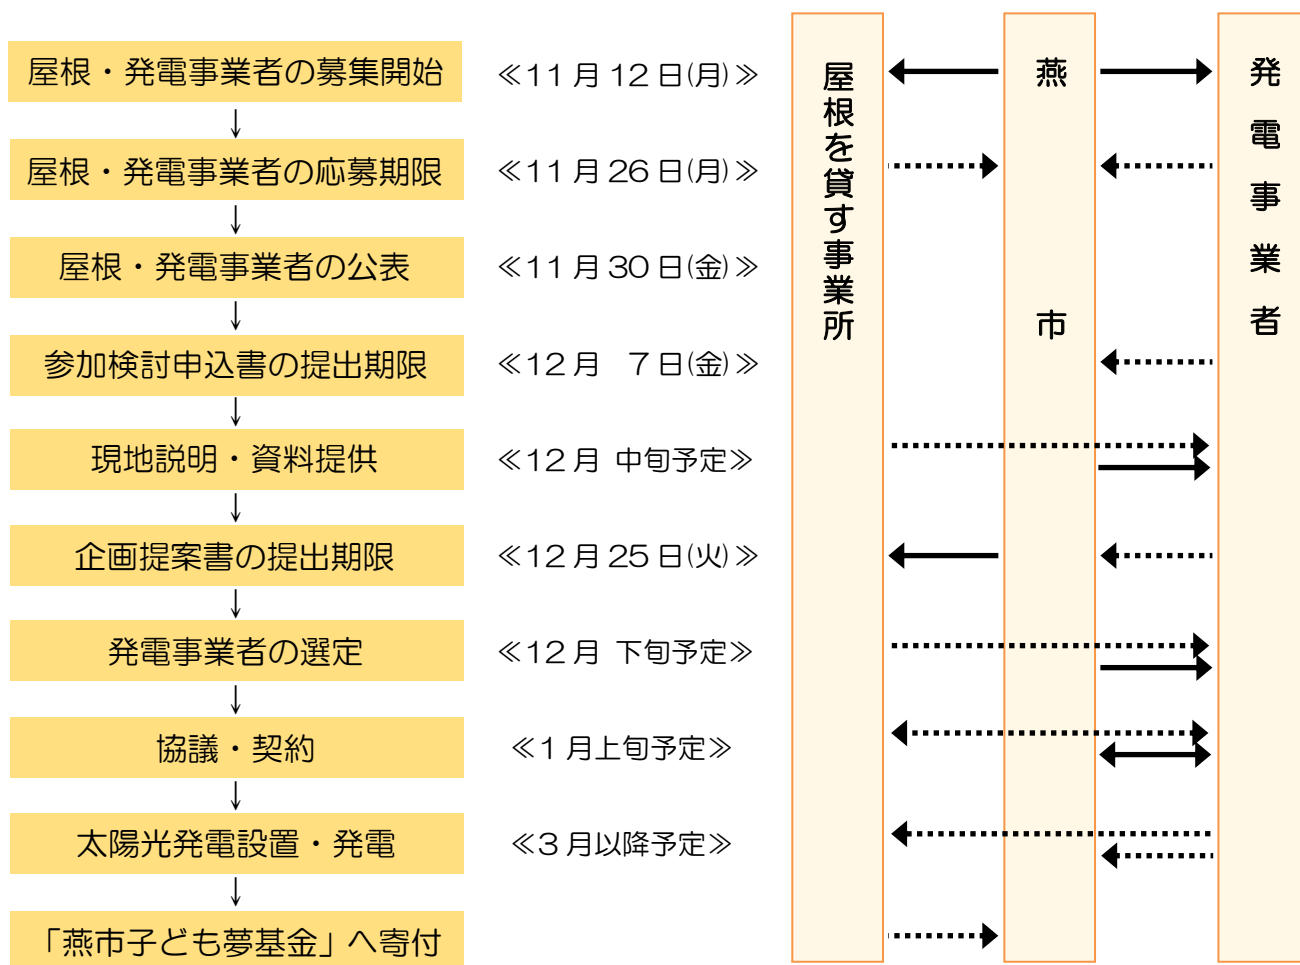 屋根・発電事業者の募集開始 ≪11月12日(月)≫
屋根・発電事業者の応募期限 ≪11月26日(月)≫
屋根・発電事業者の公表 ≪11月30日(金)≫
参加検討申込書の提出期限 ≪12月 7日(金)≫
現地説明・資料提供 ≪12月 中旬予定≫
企画提案書の提出期限 ≪12月25日(火)≫
発電事業者の選定 ≪12月 下旬予定≫
協議・契約 ≪1月上旬予定≫
太陽光発電設置・発電 ≪3月以降予定≫
「燕市子ども夢基金」へ寄付
屋根を貸す事業所
燕市
発電事業者